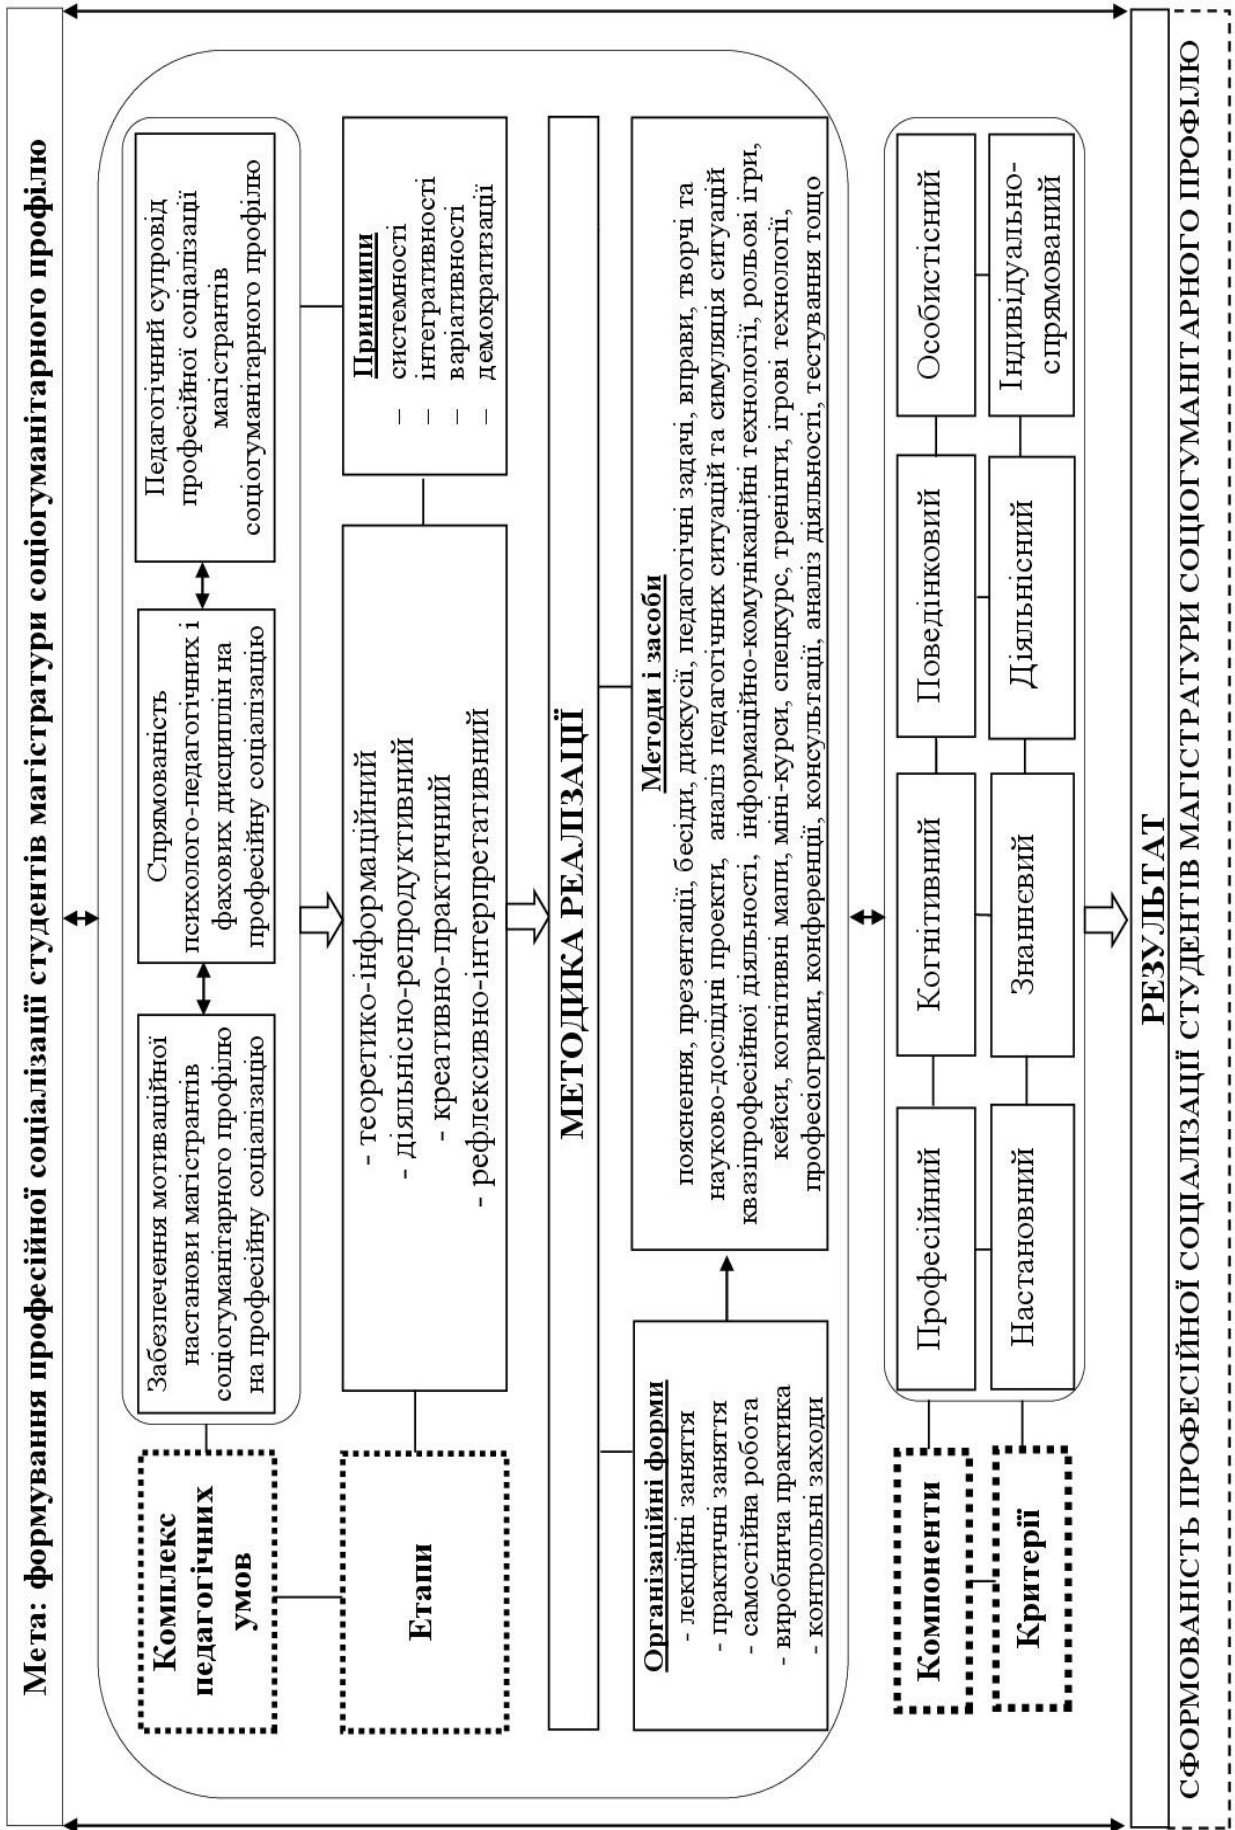 Мета: формування професійної соціалізації студентів магістратури соціогуманітарного профілю
Комплекс
педагогічних
умов
Забезпечення мотиваційної
настанови магістрантів
соціогуманітарного профілю
на професійну соціалізацію
Спрямованість
психолого-педагогічних і
фахових дисциплін на
професійну соціалізацію
Педагогічний супровід
професійної соціалізації
магістрантів
соціогуманітарного профілю
Етапи
- теоретико-інформаційний
- діяльнісно-репродуктивний
- креативно-практичний
- рефлексивно-інтерпретативний
Принципи
– системності
– інтегративності
– варіативності
– демократизації
МЕТОДИКА РЕАЛІЗАЦІЇ
Організаційні форми
- лекційні заняття
- практичні заняття
- самостійна робота
- виробнича практика
- контрольні заходи
Методи і засоби
пояснення, презентації, бесіди, дискусії, педагогічні задачі, вправи, творчі та
науково-дослідні проекти, аналіз педагогічних ситуацій та симуляція ситуацій
квазіпрофесійної діяльності, інформаційно-комунікаційні технології, рольові ігри,
кейси, когнітивні мапи, міні-курси, спецкурс, тренінги, ігрові технології,
професіограми, конференції, консультації, аналіз діяльності, тестування тощо
Компоненти
Професійний
Когнітивний
Поведінковий
Особистісний
Критерії
Настановний
Знаннєвий
Діяльнісний
Індивідуально-
спрямований
РЕЗУЛЬТАТ
СФОРМОВАНІСТЬ ПРОФЕСІЙНОЇ СОЦІАЛІЗАЦІЇ СТУДЕНТІВ МАГІСТРАТУРИ СОЦІОГУМАНІТАРНОГО ПРОФІЛЮ